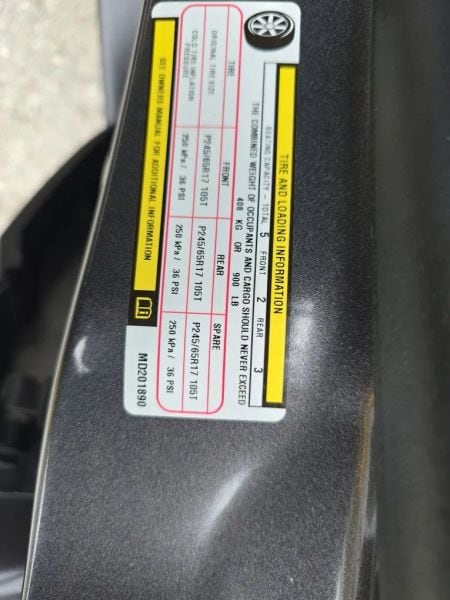 TIRE AND LOADING INFORMATION
SEATING CAPACITY - TOTAL 5 FRONT 2 REAR 3
THE COMBINED WEIGHT OF OCCUPANTS AND CARGO SHOULD NEVER EXCEED
408 KG OR 900 LB
TIRE FRONT REAR SPARE
ORIGINAL TIRE SIZE P245/65R17 105T P245/65R17 105T P245/65R17 105T
COLD TIRE INFLATION PRESSURE 250 kPa / 36 PSI 250 kPa / 36 PSI 250 kPa / 36 PSI
SEE OWNERS MANUAL FOR ADDITIONAL INFORMATION
MD201890